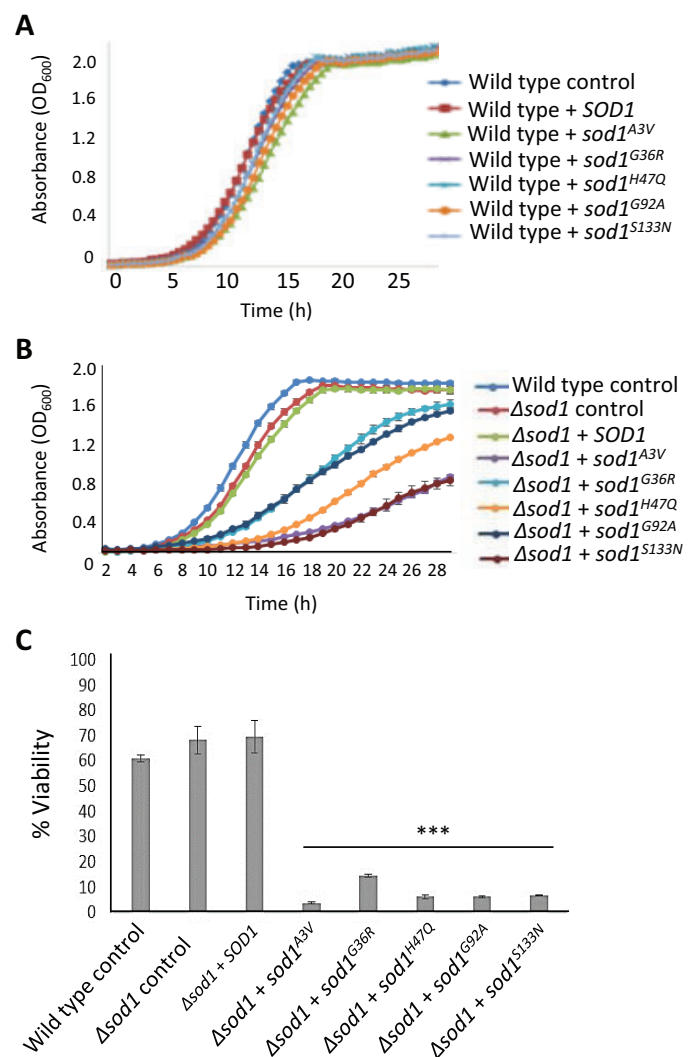 A
Absorbance (OD600)
2.0
1.6
1.2
0.8
0.4
0
0 5 10 15 20 25
Time (h)
Wild type control
Wild type + SOD1
Wild type + sod1A3V
Wild type + sod1G36R
Wild type + sod1H47Q
Wild type + sod1G92A
Wild type + sod1S133N
B
Absorbance (OD600)
2.0
1.6
1.2
0.8
0.4
0
2 4 6 8 10 12 14 16 18 20 22 24 26 28
Time (h)
Wild type control
Δsod1 control
Δsod1 + SOD1
Δsod1 + sod1A3V
Δsod1 + sod1G36R
Δsod1 + sod1H47Q
Δsod1 + sod1G92A
Δsod1 + sod1S133N
C
% Viability
100
90
80
70
60
50
40
30
20
10
0
***
Wild type control
Δsod1 control
Δsod1 + SOD1
Δsod1 + sod1A3V
Δsod1 + sod1G36R
Δsod1 + sod1H47Q
Δsod1 + sod1G92A
Δsod1 + sod1S133N